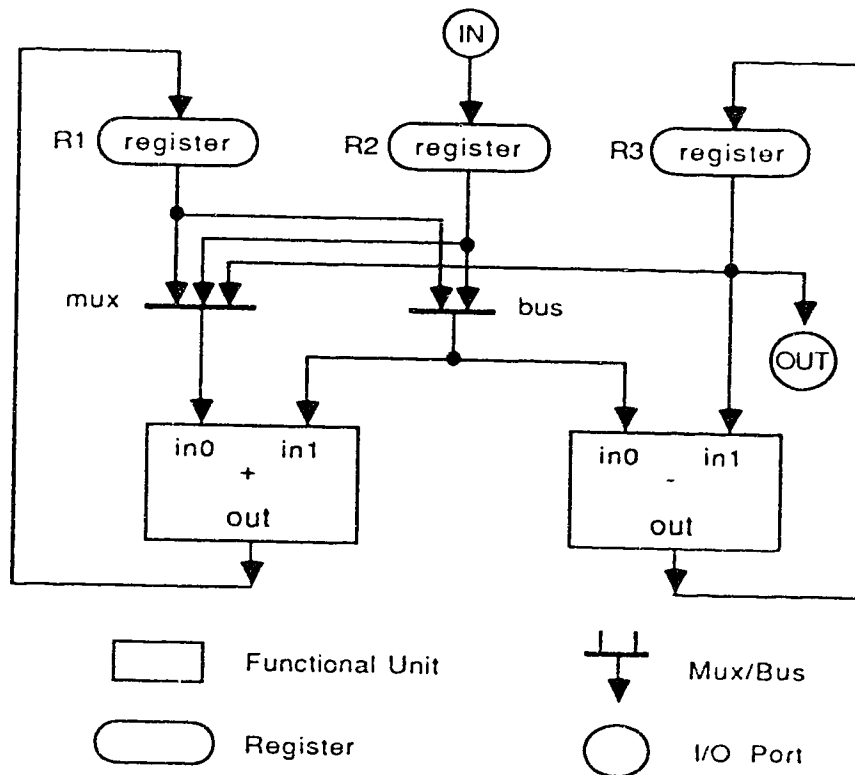 IN
R1 register
R2 register
R3 register
mux
bus
OUT
in0 in1
+
out
in0 in1
-
out
Functional Unit
Mux/Bus
Register
I/O Port